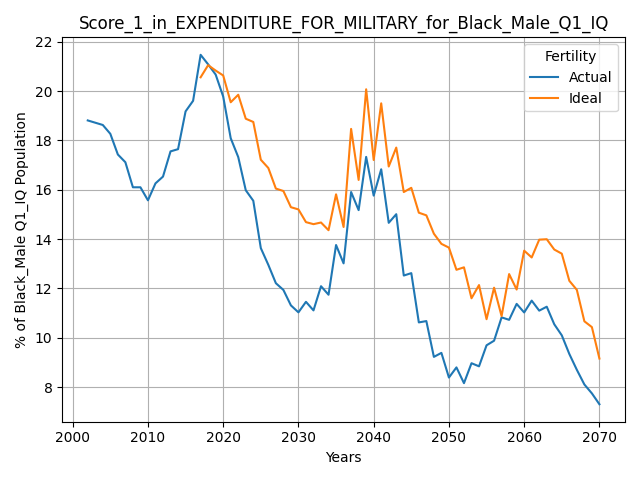 Score_1_in_EXPENDITURE_FOR_MILITARY_for_Black_Male_Q1_IQ
22
20
18
16
14
12
10
8
% of Black_Male Q1_IQ Population
Fertility
Actual
Ideal
2000 2010 2020 2030 2040 2050 2060 2070
Years